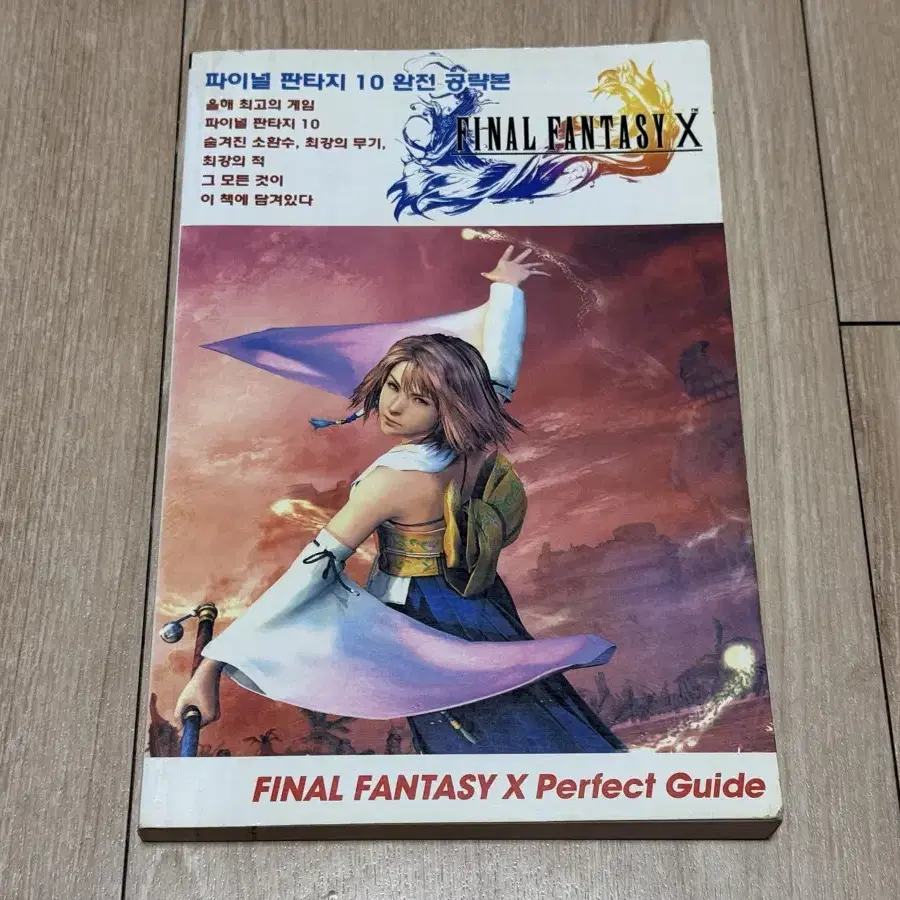 파이널 판타지 10 완전 공략본
올해 최고의 게임
파이널 판타지 10
숨겨진 소환수, 최강의 무기,
최강의 적
그 모든 것이
이 책에 담겨있다
FINAL FANTASY X™
FINAL FANTASY X Perfect Guide